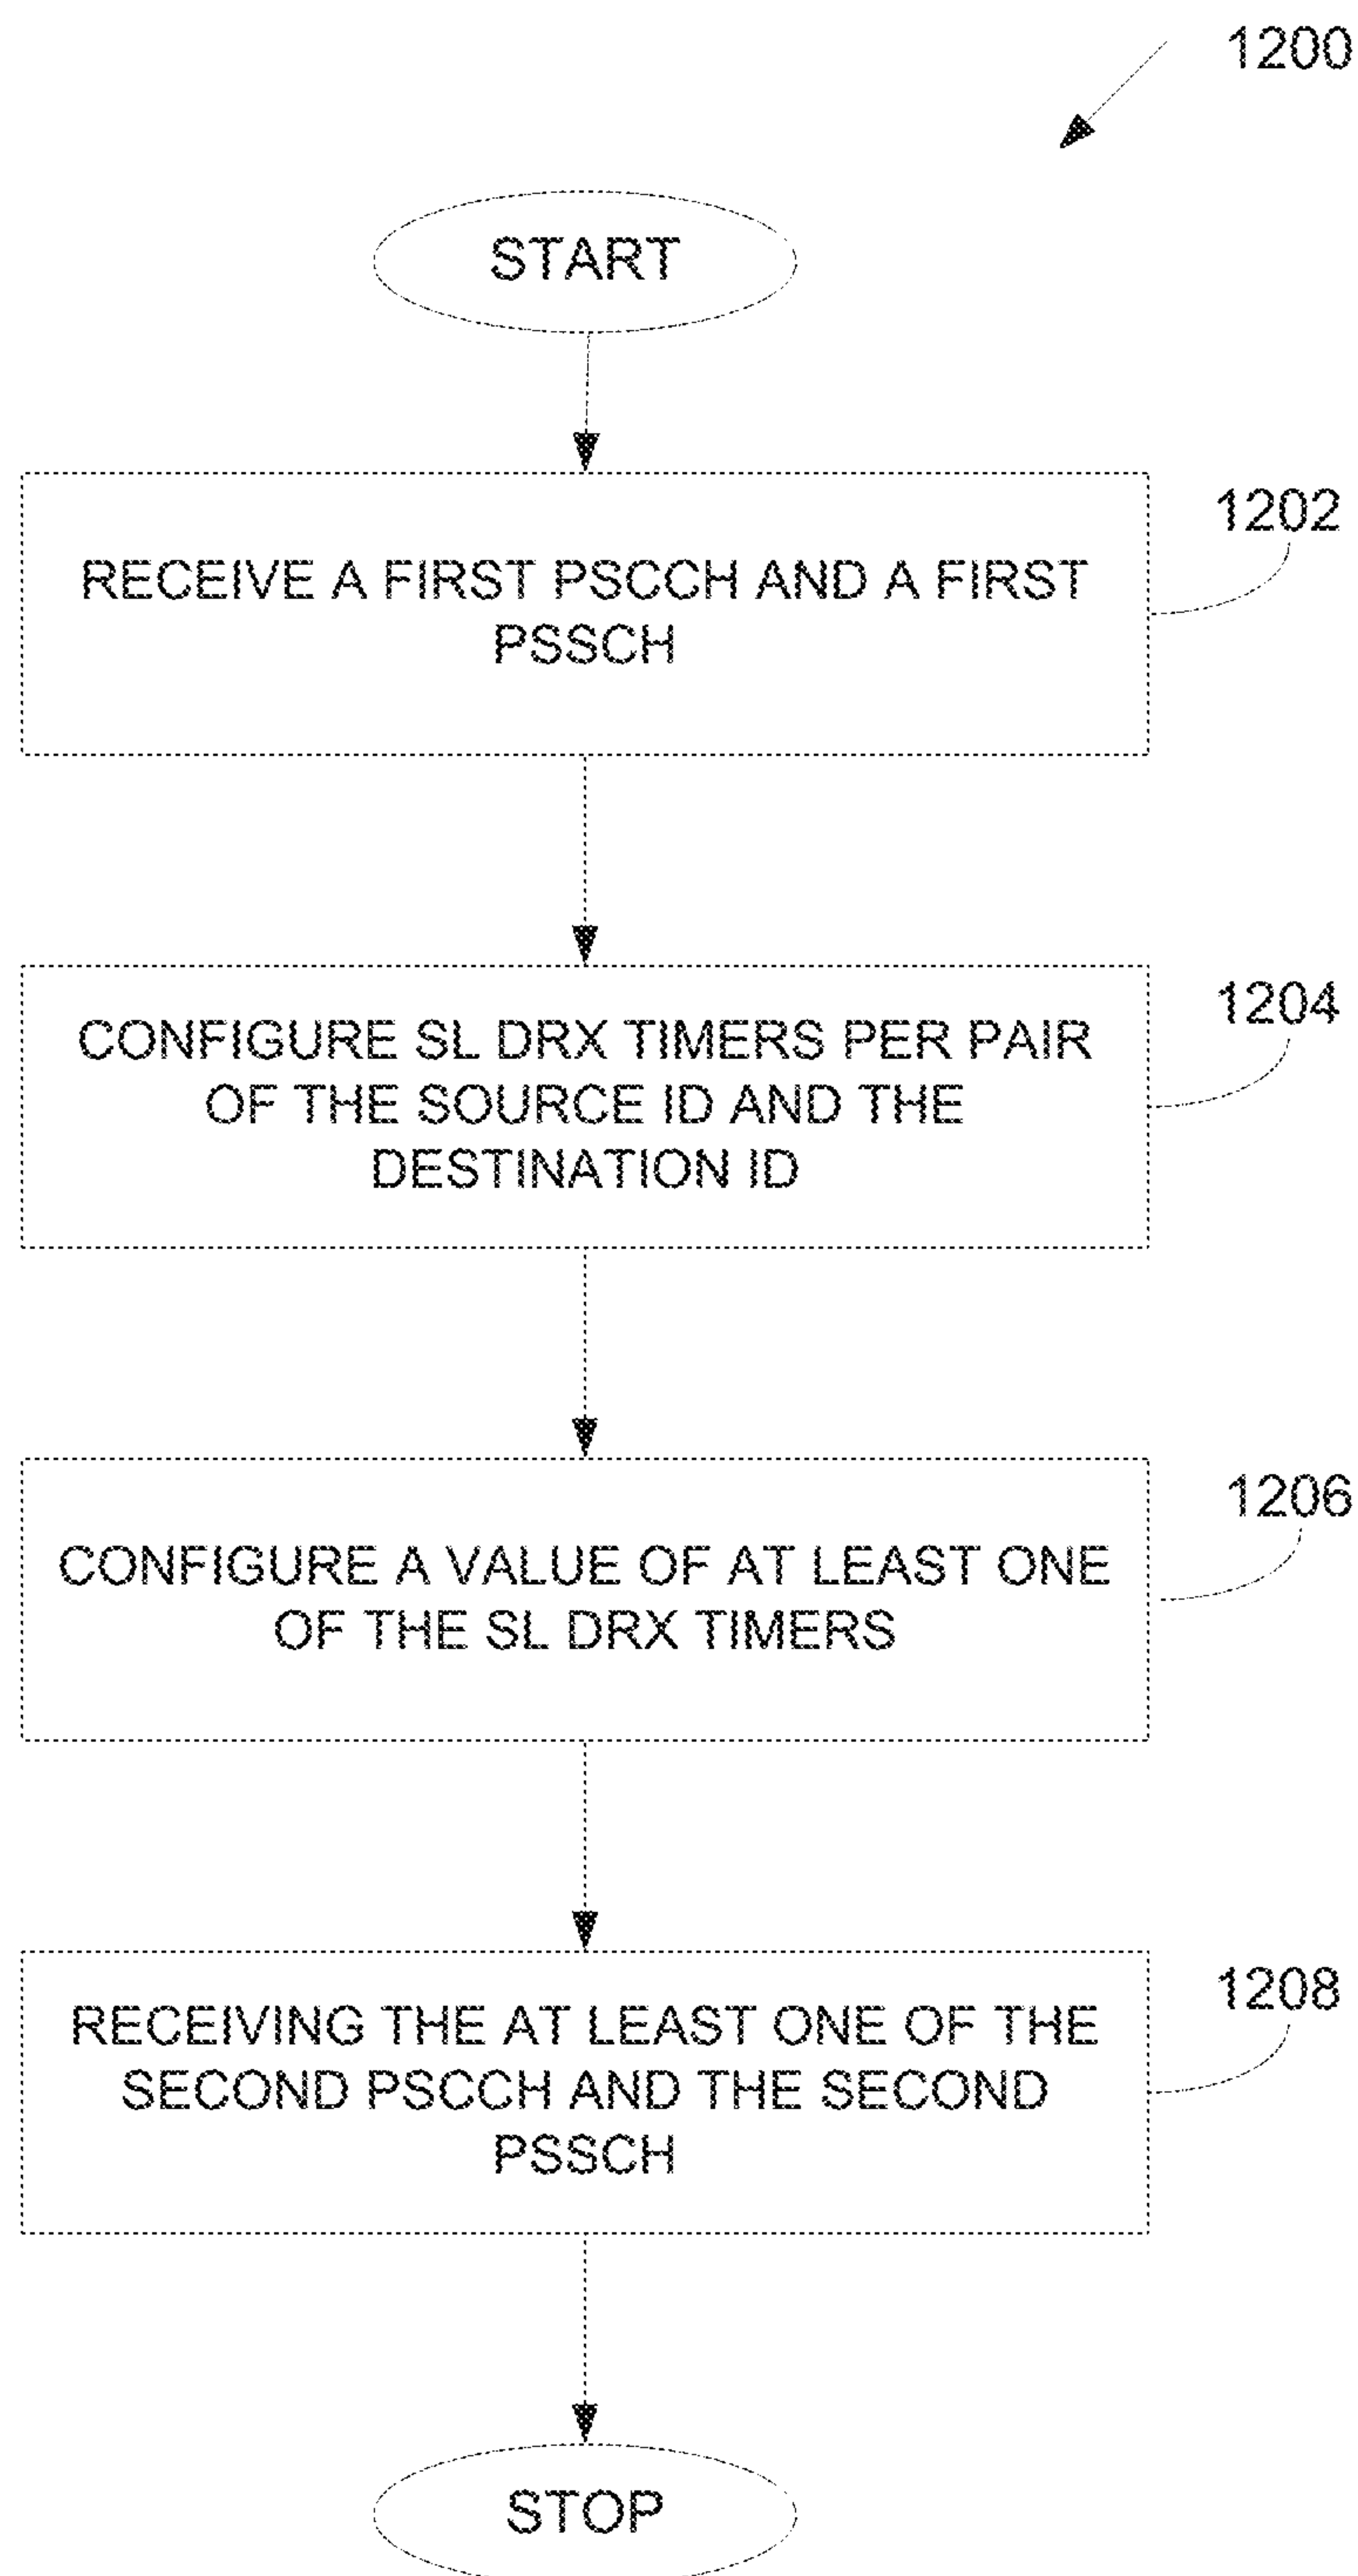 1200
START
1202
RECEIVE A FIRST PSCCH AND A FIRST
PSSCH
1204
CONFIGURE SL DRX TIMERS PER PAIR
OF THE SOURCE ID AND THE
DESTINATION ID
1206
CONFIGURE A VALUE OF AT LEAST ONE
OF THE SL DRX TIMERS
1208
RECEIVING THE AT LEAST ONE OF THE
SECOND PSCCH AND THE SECOND
PSSCH
STOP